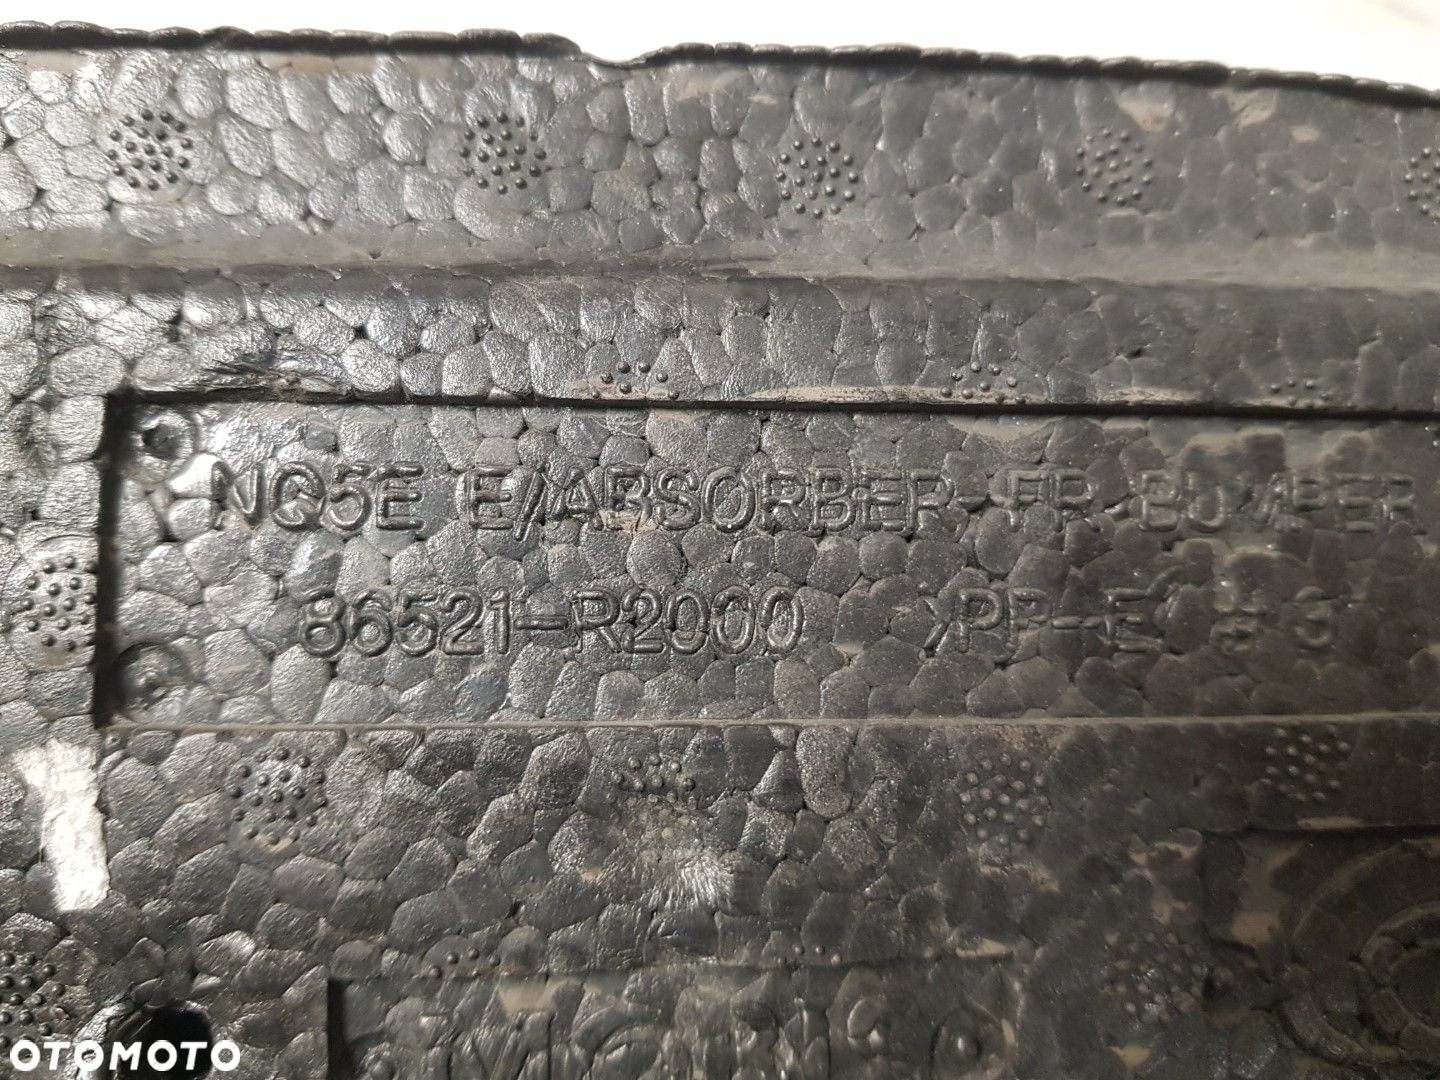 NQ5E E/ABSORBER-FR BUMPER
86521-R2000 >PP-E
OTOMOTO